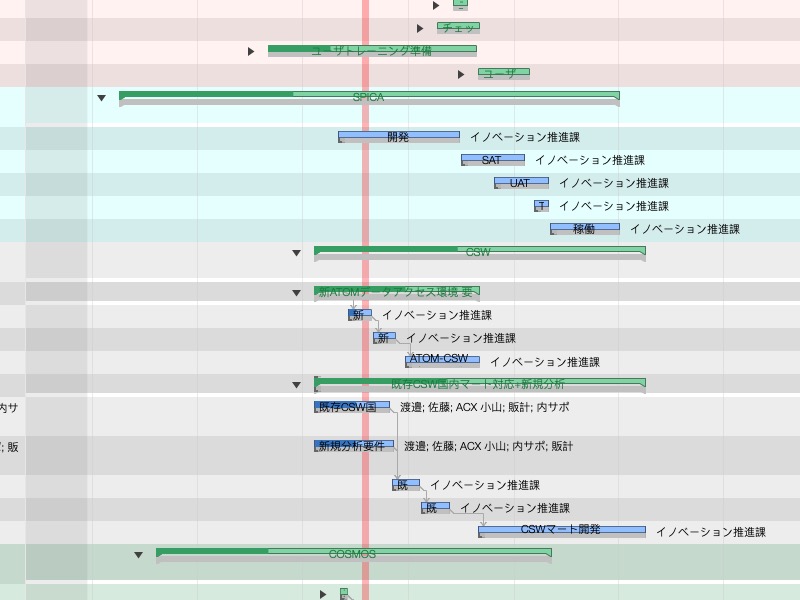 チェッ
ユーザトレーニング準備
ユーザ
SPICA
開発 イノベーション推進課
SAT イノベーション推進課
UAT イノベーション推進課
T イノベーション推進課
稼働 イノベーション推進課
CSW
新ATOMデータアクセス環境 要
新 イノベーション推進課
新 イノベーション推進課
ATOM-CSW イノベーション推進課
既存CSW国内マート対応+新規分析
内サ 既存CSW国 渡邉; 佐藤; ACX 小山; 販計; 内サポ
; 販 新規分析要件 渡邉; 佐藤; ACX 小山; 内サポ; 販計
既 イノベーション推進課
既 イノベーション推進課
CSWマート開発 イノベーション推進課
COSMOS